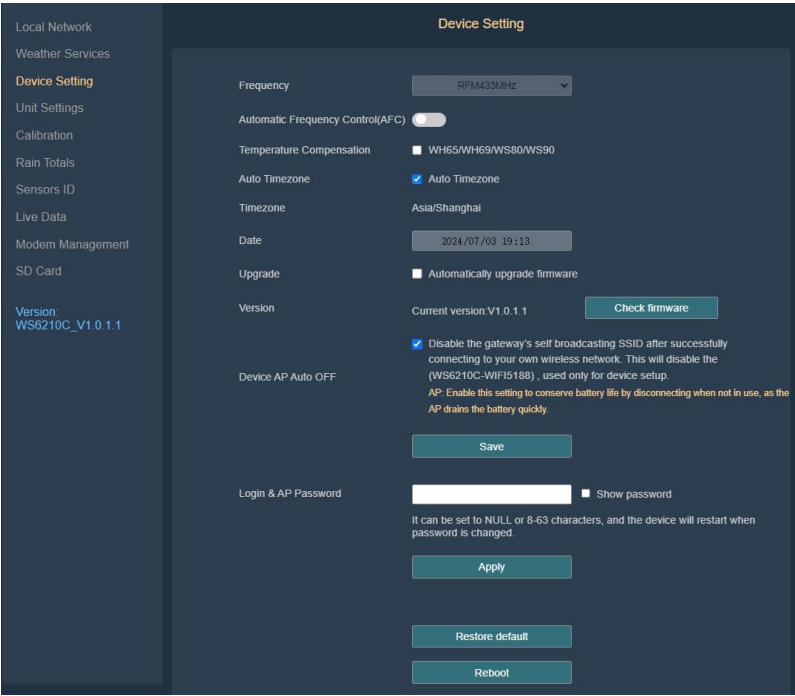 Device Setting
Local Network
Weather Services
Device Setting
Unit Settings
Calibration
Rain Totals
Sensors ID
Live Data
Modem Management
SD Card
Version:
WS6210C_V1.0.1.1
Frequency
RFM433MHz
Automatic Frequency Control(AFC)
Temperature Compensation
WH65/WH69/WS80/WS90
Auto Timezone
Auto Timezone
Timezone
Asia/Shanghai
Date
2024/07/03 19:13
Upgrade
Automatically upgrade firmware
Version
Current version:V1.0.1.1
Check firmware
Device AP Auto OFF
Disable the gateway's self broadcasting SSID after successfully
connecting to your own wireless network. This will disable the
(WS6210C-WIFI5188) , used only for device setup.
AP: Enable this setting to conserve battery life by disconnecting when not in use, as the
AP drains the battery quickly.
Save
Login & AP Password
Show password
It can be set to NULL or 8-63 characters, and the device will restart when
password is changed.
Apply
Restore default
Reboot